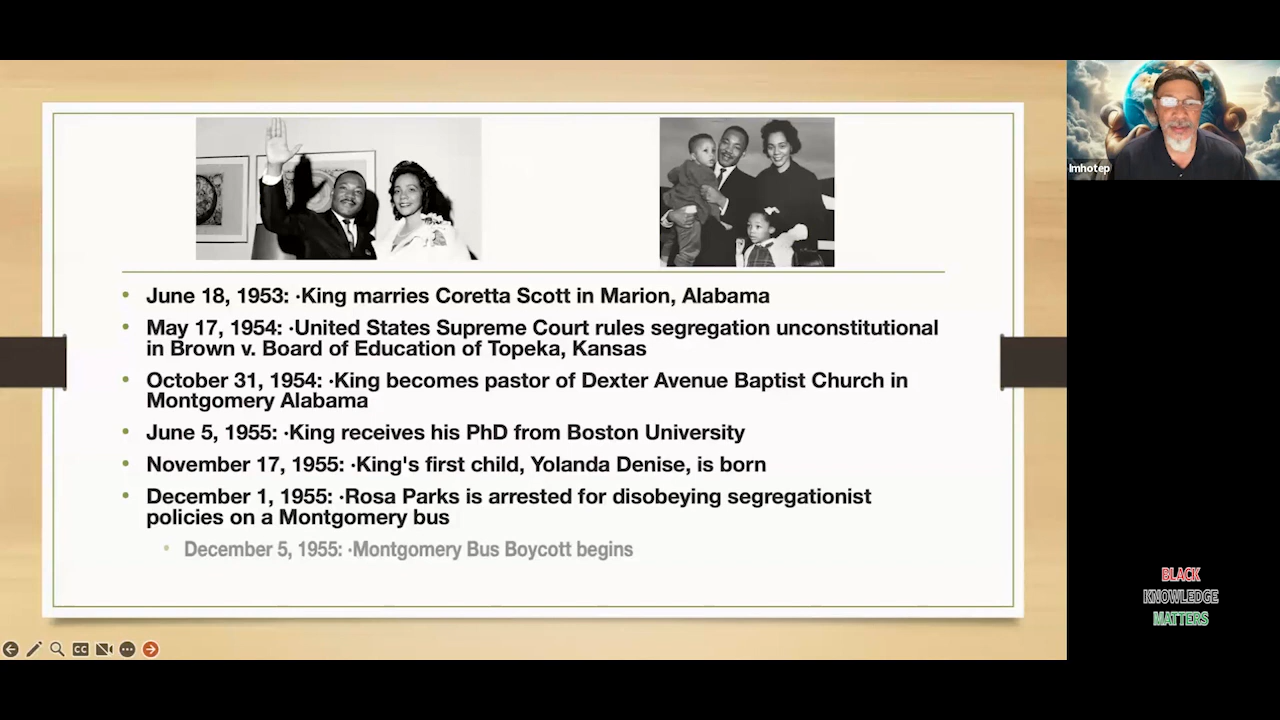 June 18, 1953: ·King marries Coretta Scott in Marion, Alabama
May 17, 1954: ·United States Supreme Court rules segregation unconstitutional
in Brown v. Board of Education of Topeka, Kansas
October 31, 1954: ·King becomes pastor of Dexter Avenue Baptist Church in
Montgomery Alabama
June 5, 1955: ·King receives his PhD from Boston University
November 17, 1955: ·King's first child, Yolanda Denise, is born
December 1, 1955: ·Rosa Parks is arrested for disobeying segregationist
policies on a Montgomery bus
December 5, 1955: ·Montgomery Bus Boycott begins
CC
Imhotep
BLACK
KNOWLEDGE
MATTERS